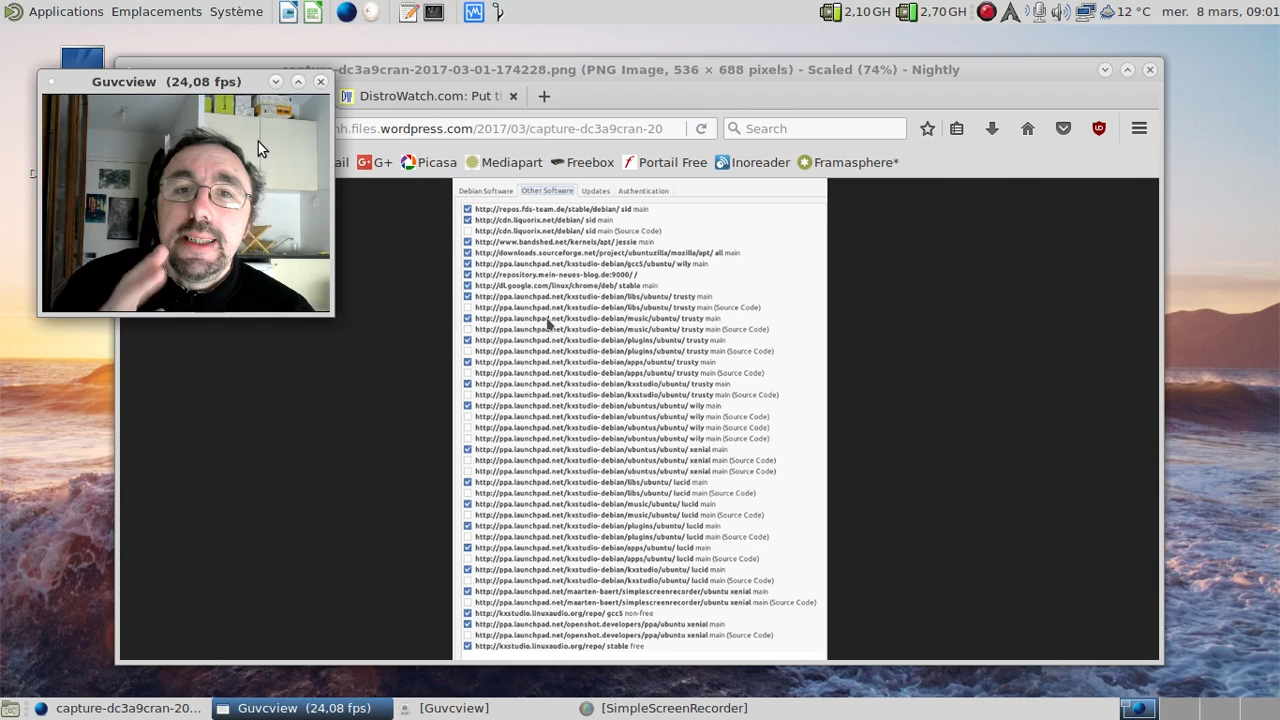 Applications Emplacements Système 2,10 GH 2,70 GH 12 °C mer. 8 mars, 09:01
capture-dc3a9cran-2017-03-01-174228.png (PNG Image, 536 × 688 pixels) - Scaled (74%) - Nightly
Guvcview (24,08 fps)
DistroWatch.com: Put
nh.files.wordpress.com/2017/03/capture-dc3a9cran-20 Search
ail G+ Picasa Mediapart Freebox Portail Free Inoreader Framasphere*
Debian Software Other Software Updates Authentication
http://repos.fds-team.de/stable/debian/ sid main
http://cdn.liquorix.net/debian/ sid main
http://cdn.liquorix.net/debian/ sid main (Source Code)
http://www.bandshed.net/kernels/apt/ jessie main
http://downloads.sourceforge.net/project/ubuntuzilla/mozilla/apt/ all main
http://ppa.launchpad.net/kxstudio-debian/gcc5/ubuntu/ wily main
http://repository.mein-neues-blog.de:9000/ /
http://dl.google.com/linux/chrome/deb/ stable main
http://ppa.launchpad.net/kxstudio-debian/libs/ubuntu/ trusty main
http://ppa.launchpad.net/kxstudio-debian/libs/ubuntu/ trusty main (Source Code)
http://ppa.launchpad.net/kxstudio-debian/music/ubuntu/ trusty main
http://ppa.launchpad.net/kxstudio-debian/music/ubuntu/ trusty main (Source Code)
http://ppa.launchpad.net/kxstudio-debian/plugins/ubuntu/ trusty main
http://ppa.launchpad.net/kxstudio-debian/plugins/ubuntu/ trusty main (Source Code)
http://ppa.launchpad.net/kxstudio-debian/apps/ubuntu/ trusty main
http://ppa.launchpad.net/kxstudio-debian/apps/ubuntu/ trusty main (Source Code)
http://ppa.launchpad.net/kxstudio-debian/kxstudio/ubuntu/ trusty main
http://ppa.launchpad.net/kxstudio-debian/kxstudio/ubuntu/ trusty main (Source Code)
http://ppa.launchpad.net/kxstudio-debian/ubuntus/ubuntu/ wily main
http://ppa.launchpad.net/kxstudio-debian/ubuntus/ubuntu/ wily main (Source Code)
http://ppa.launchpad.net/kxstudio-debian/ubuntus/ubuntu/ wily main (Source Code)
http://ppa.launchpad.net/kxstudio-debian/ubuntus/ubuntu/ wily main (Source Code)
http://ppa.launchpad.net/kxstudio-debian/ubuntus/ubuntu/ xenial main
http://ppa.launchpad.net/kxstudio-debian/ubuntus/ubuntu/ xenial main (Source Code)
http://ppa.launchpad.net/kxstudio-debian/ubuntus/ubuntu/ xenial main (Source Code)
http://ppa.launchpad.net/kxstudio-debian/libs/ubuntu/ lucid main
http://ppa.launchpad.net/kxstudio-debian/libs/ubuntu/ lucid main (Source Code)
http://ppa.launchpad.net/kxstudio-debian/music/ubuntu/ lucid main
http://ppa.launchpad.net/kxstudio-debian/music/ubuntu/ lucid main (Source Code)
http://ppa.launchpad.net/kxstudio-debian/plugins/ubuntu/ lucid main
http://ppa.launchpad.net/kxstudio-debian/plugins/ubuntu/ lucid main (Source Code)
http://ppa.launchpad.net/kxstudio-debian/apps/ubuntu/ lucid main
http://ppa.launchpad.net/kxstudio-debian/apps/ubuntu/ lucid main (Source Code)
http://ppa.launchpad.net/kxstudio-debian/kxstudio/ubuntu/ lucid main
http://ppa.launchpad.net/kxstudio-debian/kxstudio/ubuntu/ lucid main (Source Code)
http://ppa.launchpad.net/maarten-baert/simplescreenrecorder/ubuntu xenial main
http://ppa.launchpad.net/maarten-baert/simplescreenrecorder/ubuntu xenial main (Source Code)
http://kxstudio.linuxaudio.org/repo/ gcc5 non-free
http://ppa.launchpad.net/openshot.developers/ppa/ubuntu xenial main
http://ppa.launchpad.net/openshot.developers/ppa/ubuntu xenial main (Source Code)
http://kxstudio.linuxaudio.org/repo/ stable free
capture-dc3a9cran-20... Guvcview (24,08 fps) [Guvcview] [SimpleScreenRecorder]